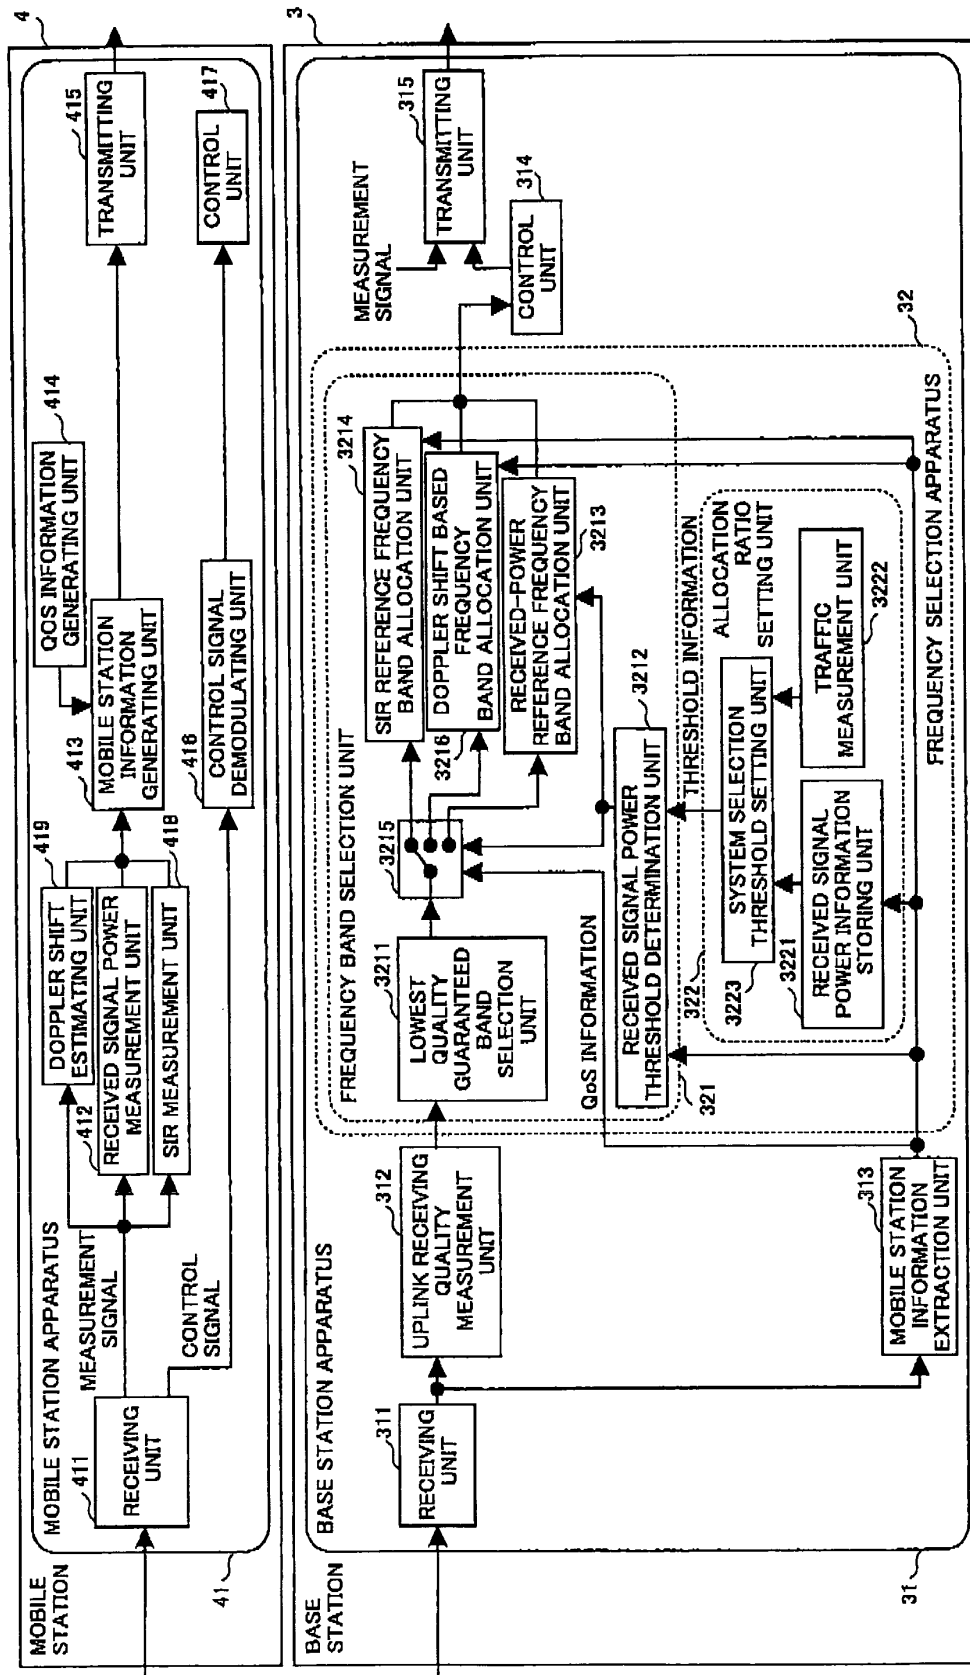 MOBILE
STATION
4
MOBILE STATION APPARATUS
41
411
RECEIVING
UNIT
MEASUREMENT
SIGNAL
CONTROL
SIGNAL
419
DOPPLER SHIFT
ESTIMATING UNIT
412
RECEIVED SIGNAL POWER
MEASUREMENT UNIT
418
SIR MEASUREMENT UNIT
QOS INFORMATION
GENERATING UNIT
414
413
MOBILE STATION
INFORMATION
GENERATING UNIT
416
CONTROL SIGNAL
DEMODULATING UNIT
415
TRANSMITTING
UNIT
417
CONTROL
UNIT
BASE
STATION
3
BASE STATION APPARATUS
31
311
RECEIVING
UNIT
312
UPLINK RECEIVING
QUALITY
MEASUREMENT
UNIT
313
MOBILE STATION
INFORMATION
EXTRACTION UNIT
FREQUENCY BAND SELECTION UNIT
321
3211
LOWEST
QUALITY
GUARANTEED
BAND
SELECTION
UNIT
QoS INFORMATION
3215
3214
SIR REFERENCE FREQUENCY
BAND ALLOCATION UNIT
3216
DOPPLER SHIFT BASED
FREQUENCY
BAND ALLOCATION UNIT
RECEIVED-POWER
REFERENCE FREQUENCY
BAND ALLOCATION UNIT
3213
RECEIVED SIGNAL POWER
THRESHOLD DETERMINATION UNIT
3212
THRESHOLD INFORMATION
322
ALLOCATION
RATIO
SETTING UNIT
SYSTEM SELECTION
THRESHOLD SETTING UNIT
3223
3221
RECEIVED SIGNAL
POWER INFORMATION
STORING UNIT
TRAFFIC
MEASUREMENT UNIT
3222
FREQUENCY SELECTION APPARATUS
32
MEASUREMENT
SIGNAL
315
TRANSMITTING
UNIT
314
CONTROL
UNIT